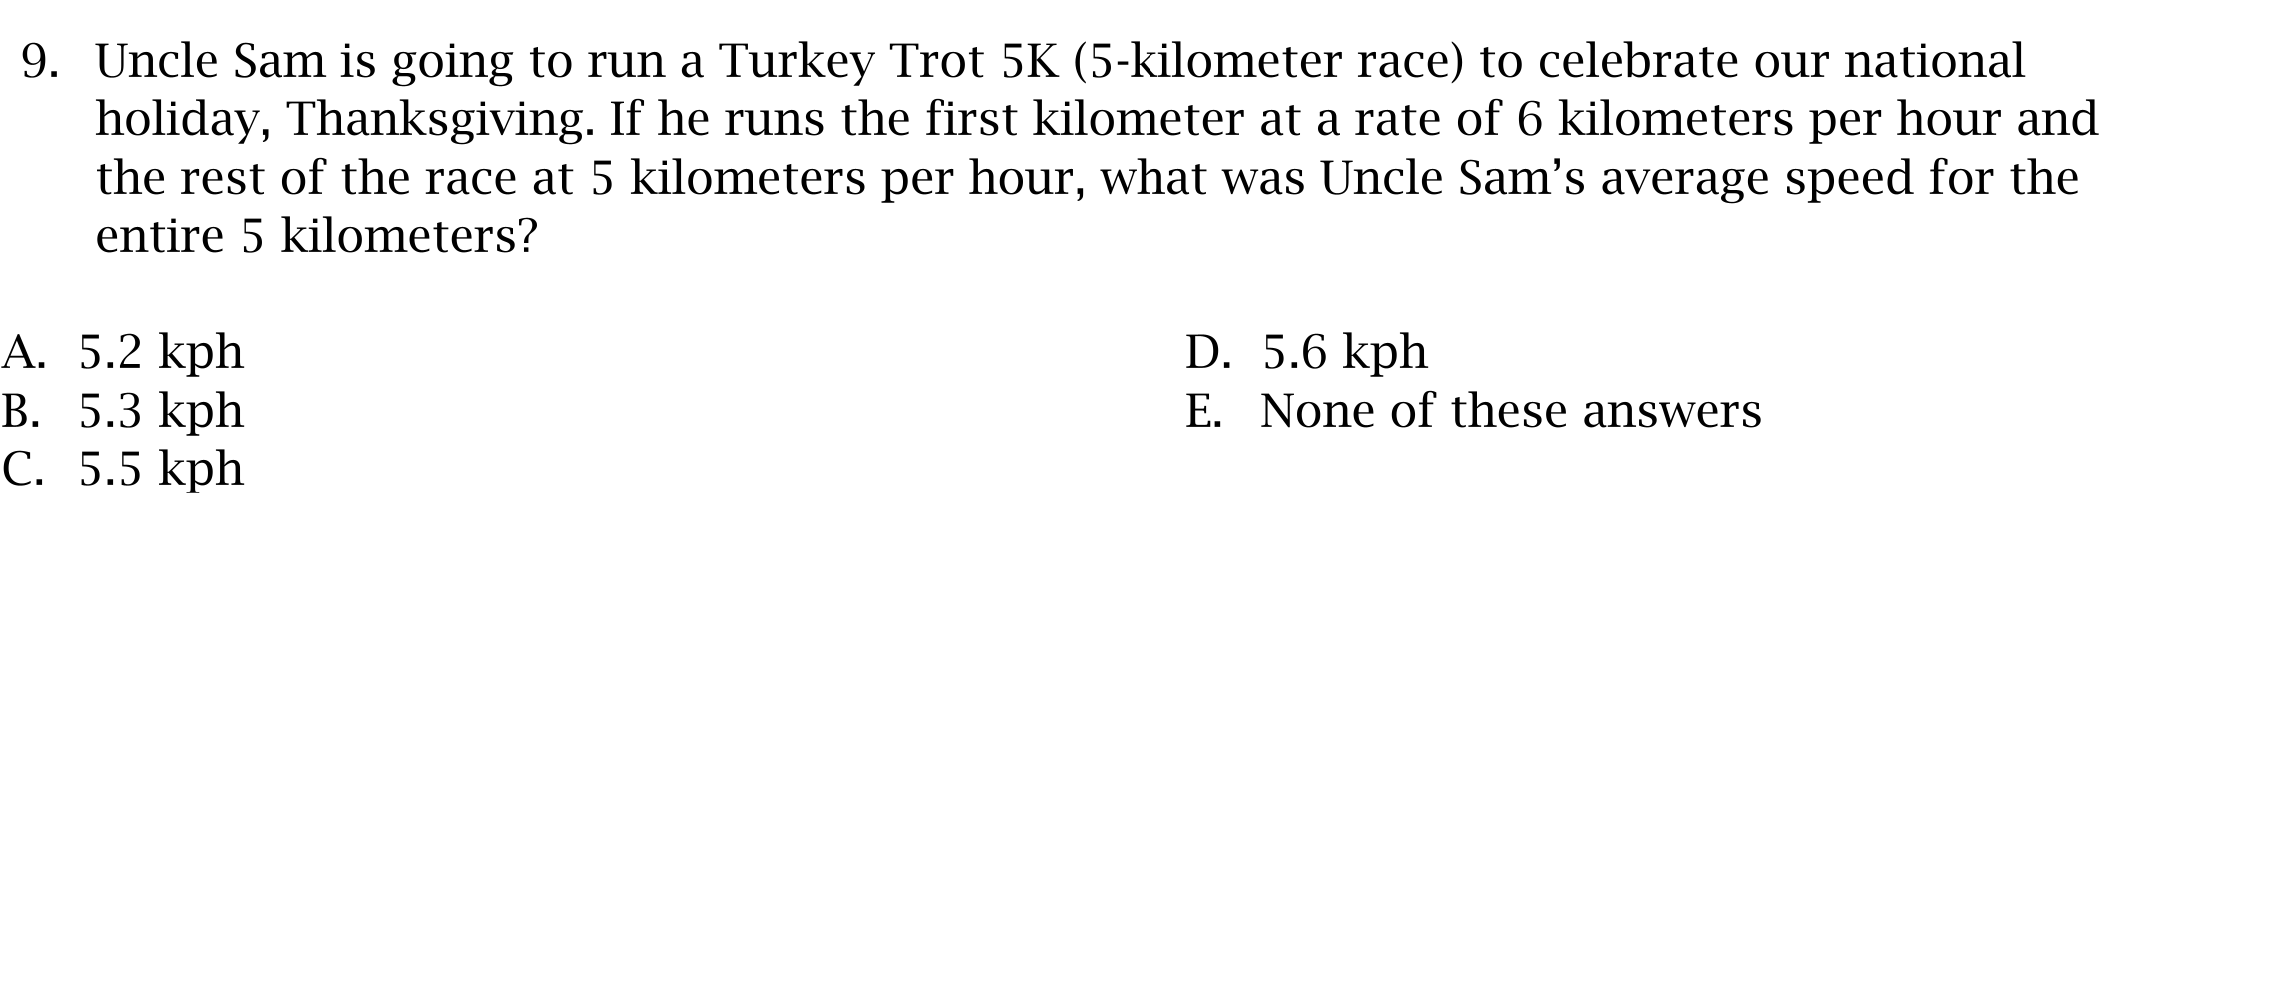 9. Uncle Sam is going to run a Turkey Trot 5K (5-kilometer race) to celebrate our national
holiday, Thanksgiving. If he runs the first kilometer at a rate of 6 kilometers per hour and
the rest of the race at 5 kilometers per hour, what was Uncle Sam’s average speed for the
entire 5 kilometers?
A. 5.2 kph
B. 5.3 kph
C. 5.5 kph
D. 5.6 kph
E. None of these answers